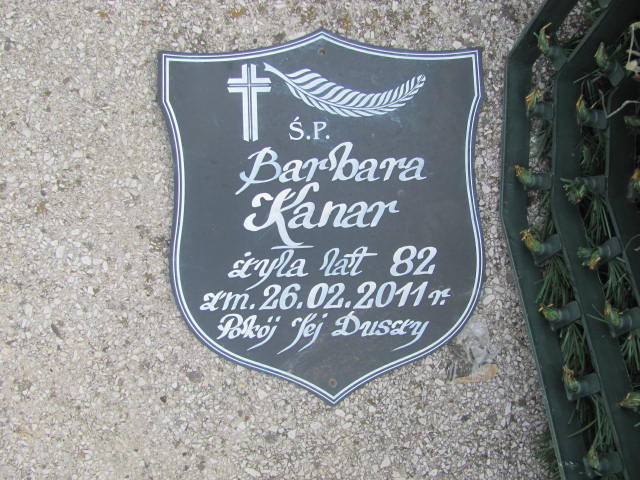 Ś.P.
Barbara
Kanar
żyła lat 82
zm. 26.02.2011 r.
Pokój Jej Duszy